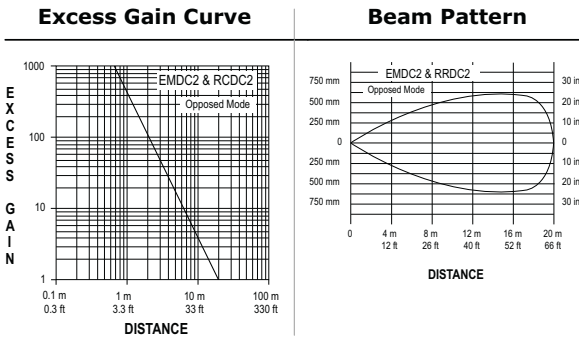 Excess Gain Curve
Beam Pattern
1000
100
10
1
EXCESS GAIN
EMDC2 & RCDC2
Opposed Mode
0.1 m
0.3 ft
1 m
3.3 ft
10 m
33 ft
100 m
330 ft
DISTANCE
EMDC2 & RRDC2
Opposed Mode
750 mm
500 mm
250 mm
0
250 mm
500 mm
750 mm
30 in
20 in
10 in
0
10 in
20 in
30 in
0
4 m
12 ft
8 m
26 ft
12 m
40 ft
16 m
52 ft
20 m
66 ft
DISTANCE